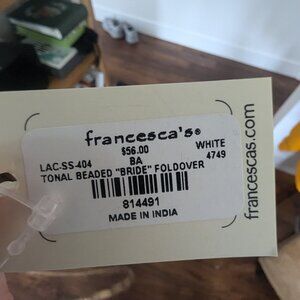 francesca's®
$56.00
LAC-SS-404 BA WHITE 4749
TONAL BEADED "BRIDE" FOLDOVER
814491
MADE IN INDIA
francescas.com